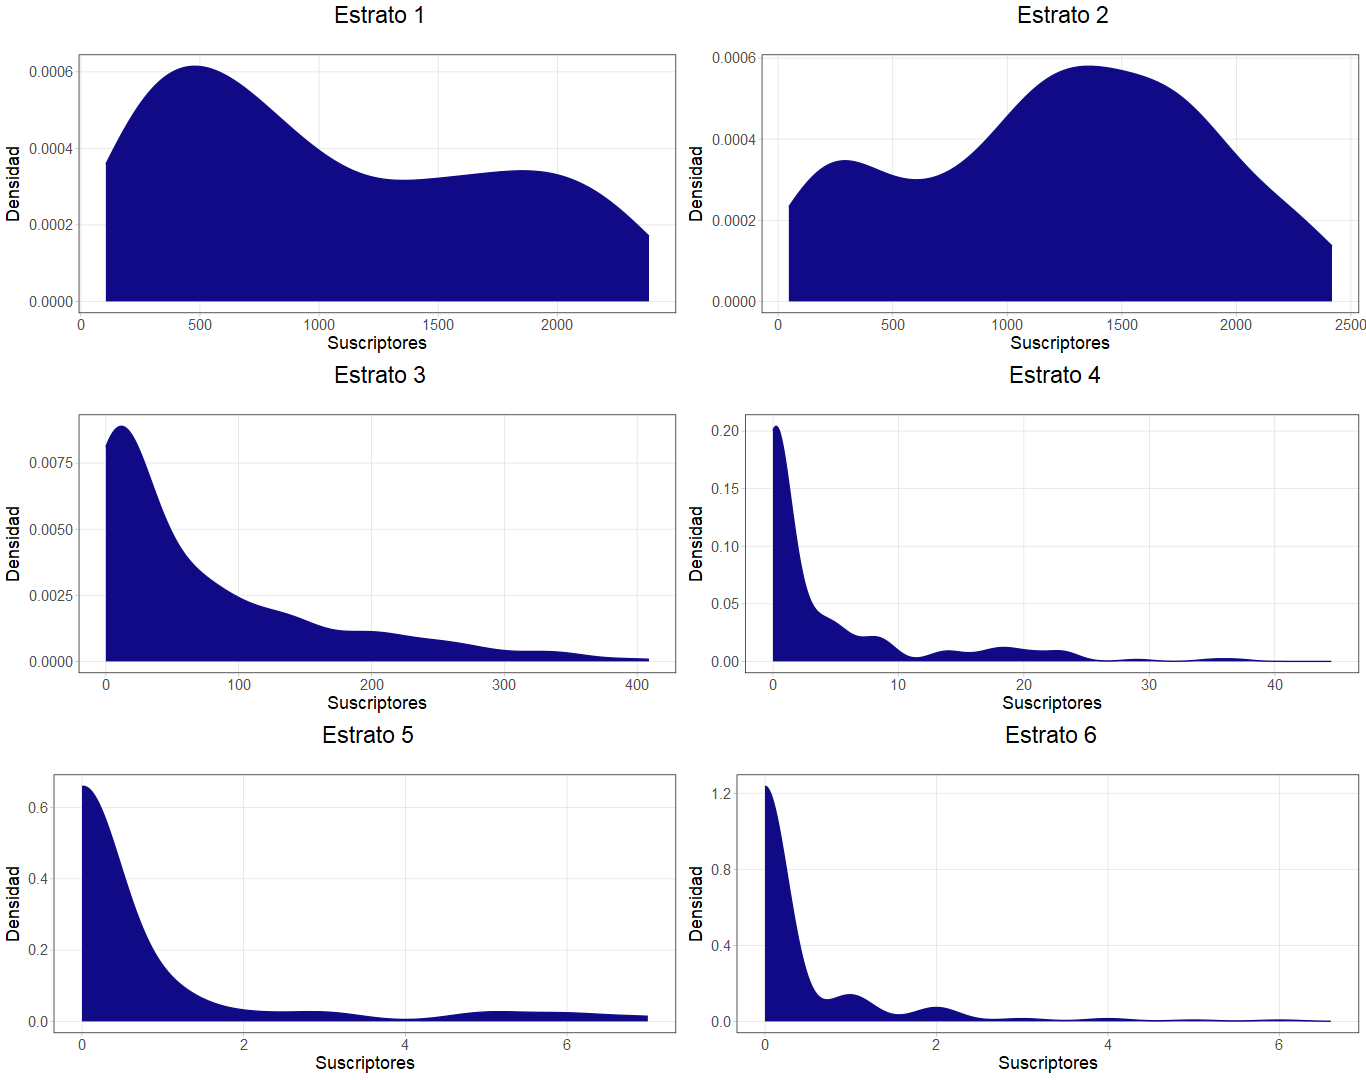 Estrato 1
Densidad
0.0006
0.0004
0.0002
0.0000
0 500 1000 1500 2000
Suscriptores
Estrato 2
Densidad
0.0006
0.0004
0.0002
0.0000
0 500 1000 1500 2000 2500
Suscriptores
Estrato 3
Densidad
0.0075
0.0050
0.0025
0.0000
0 100 200 300 400
Suscriptores
Estrato 4
Densidad
0.20
0.15
0.10
0.05
0.00
0 10 20 30 40
Suscriptores
Estrato 5
Densidad
0.6
0.4
0.2
0.0
0 2 4 6
Suscriptores
Estrato 6
Densidad
1.2
0.8
0.4
0.0
0 2 4 6
Suscriptores